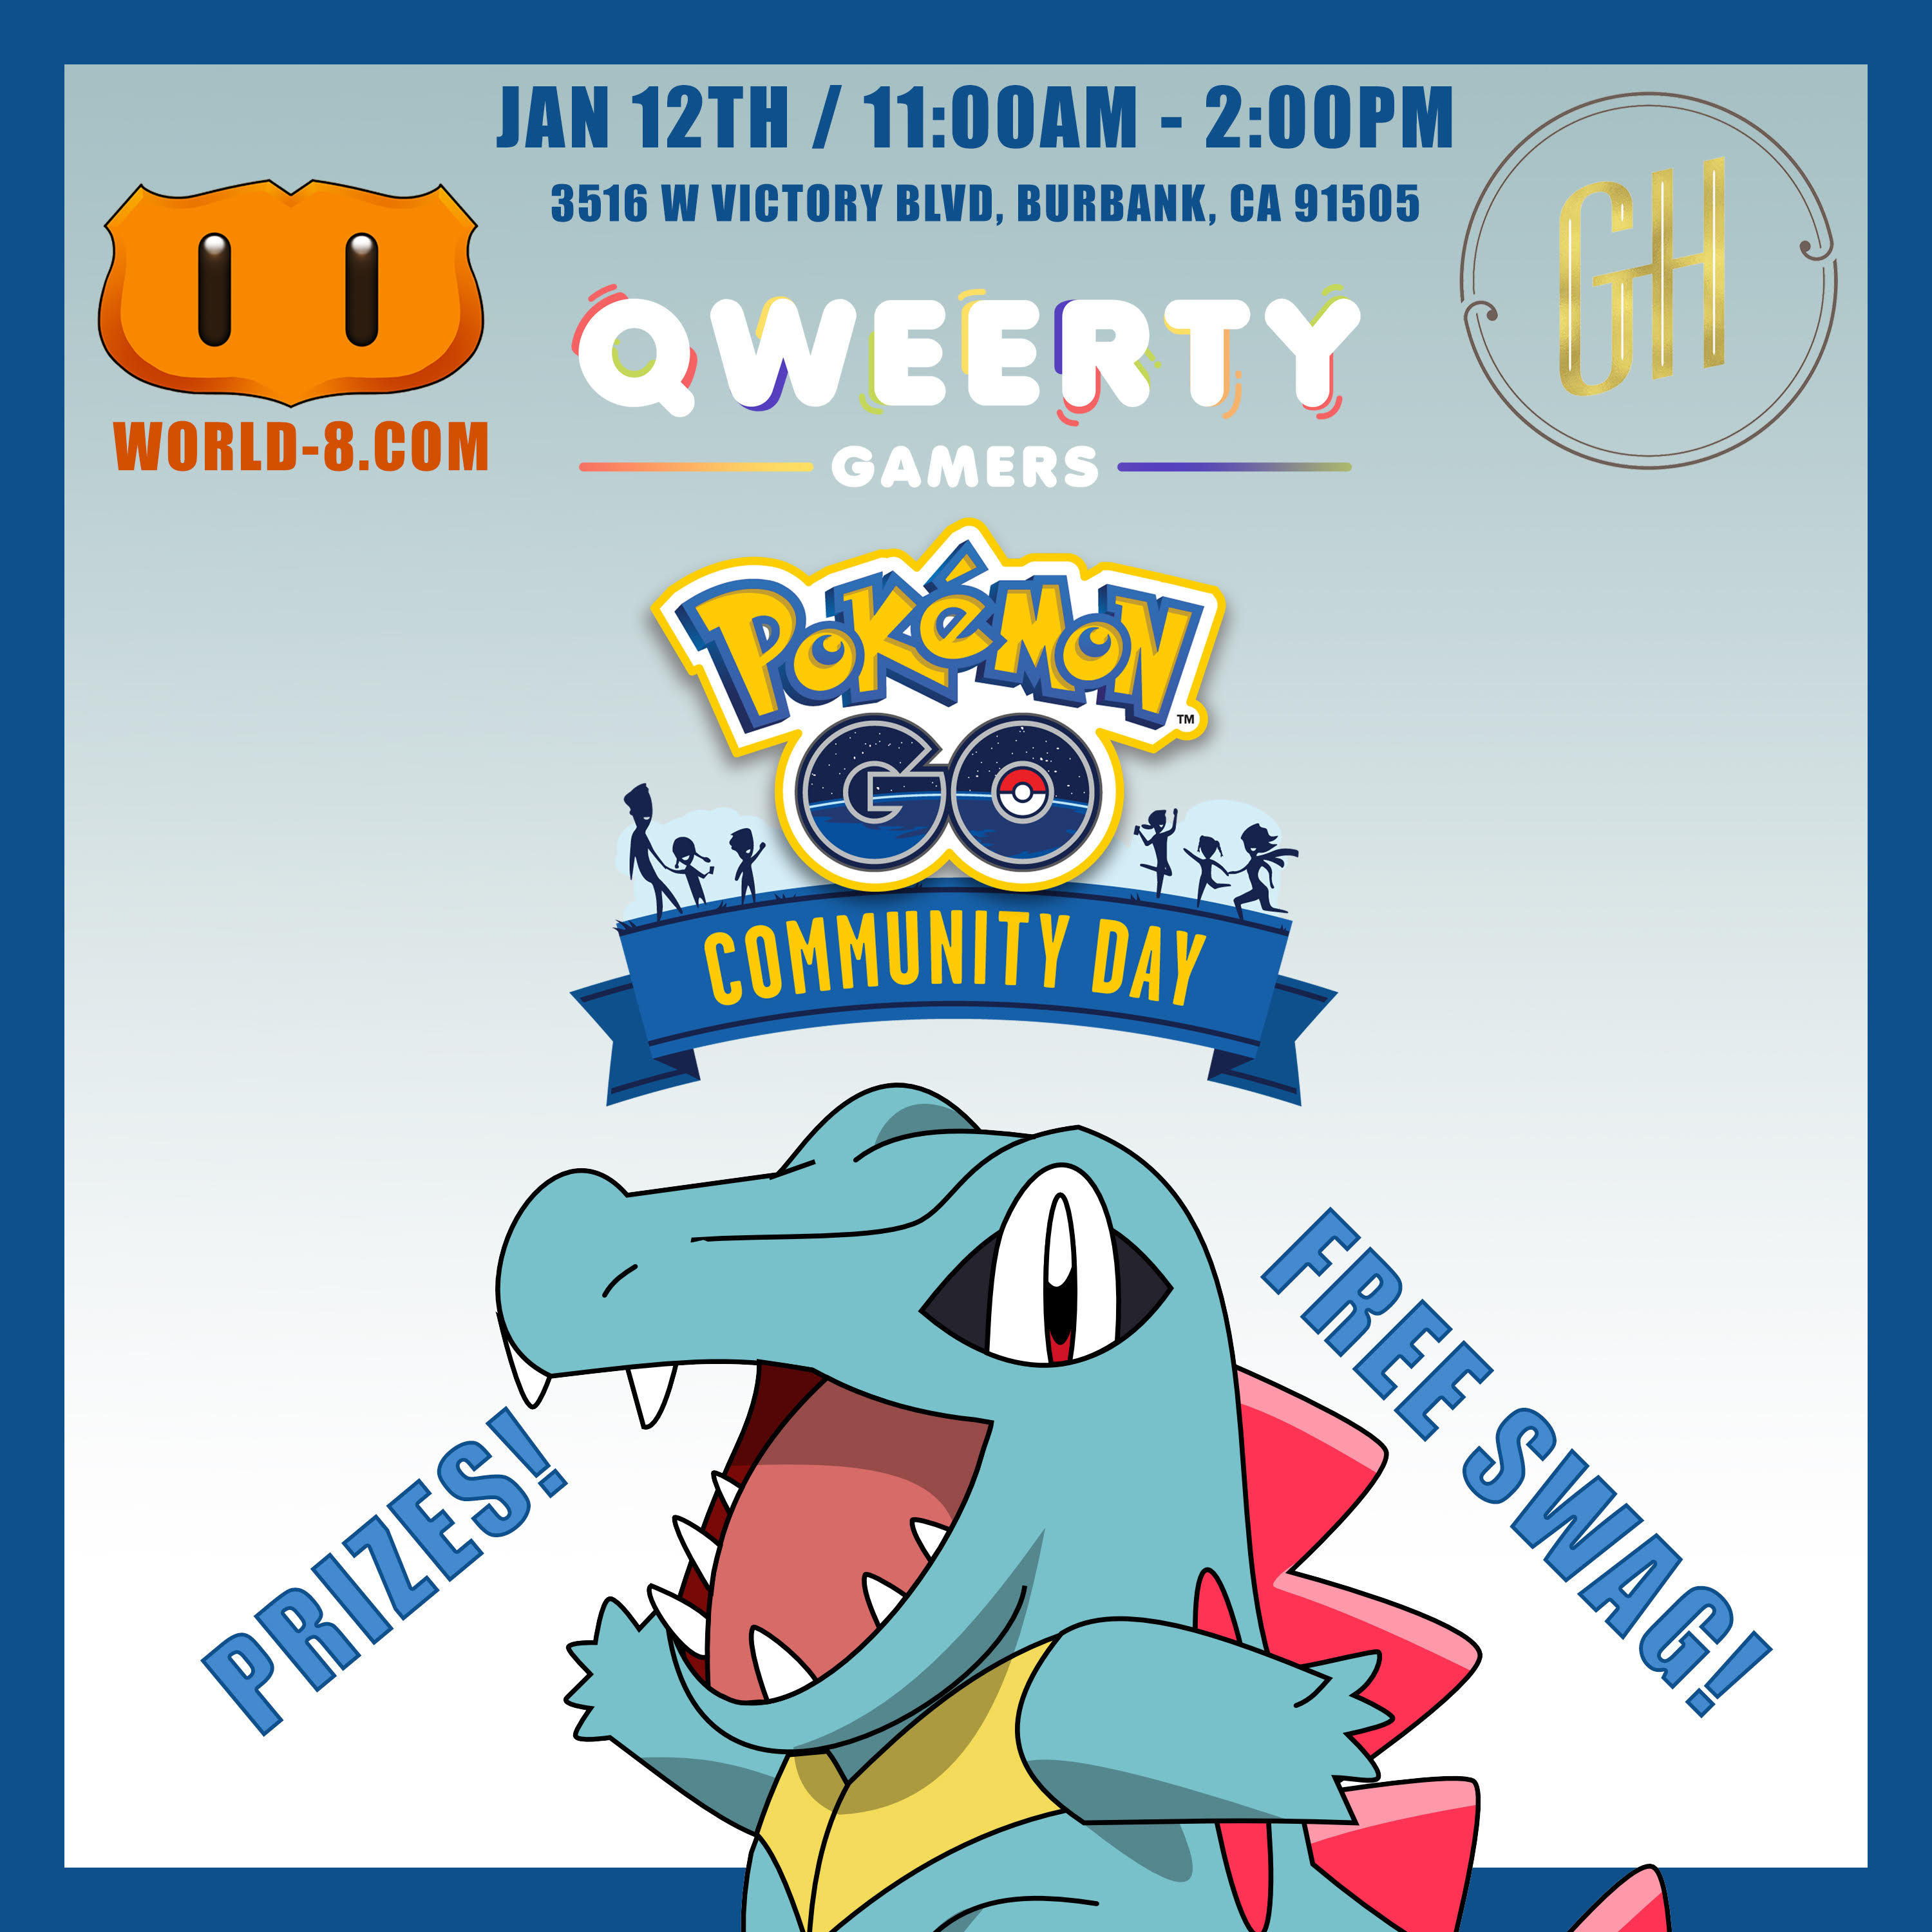 JAN 12TH / 11:00AM - 2:00PM
3516 W VICTORY BLVD, BURBANK, CA 91505
WORLD-8.COM
QWEERTY
GAMERS
GH
POKéMON
TM
GO
COMMUNITY DAY
PRIZES!
FREE SWAG!